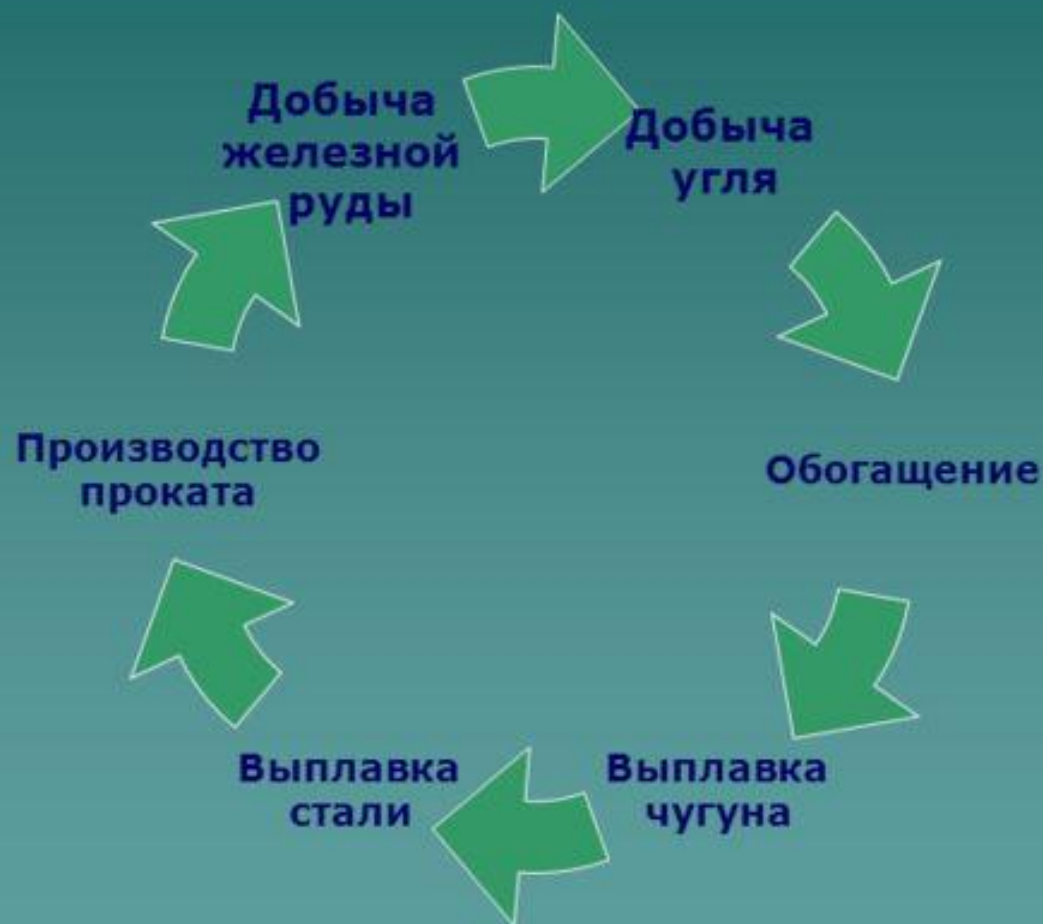 Добыча
железной
руды
Добыча
угля
Обогащение
Выплавка
чугуна
Выплавка
стали
Производство
проката